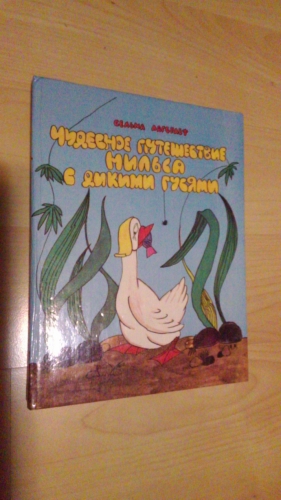 СЕЛЬМА ЛАГЕРЛЁФ
ЧУДЕСНОЕ ПУТЕШЕСТВИЕ
НИЛЬСА
С ДИКИМИ ГУСЯМИ